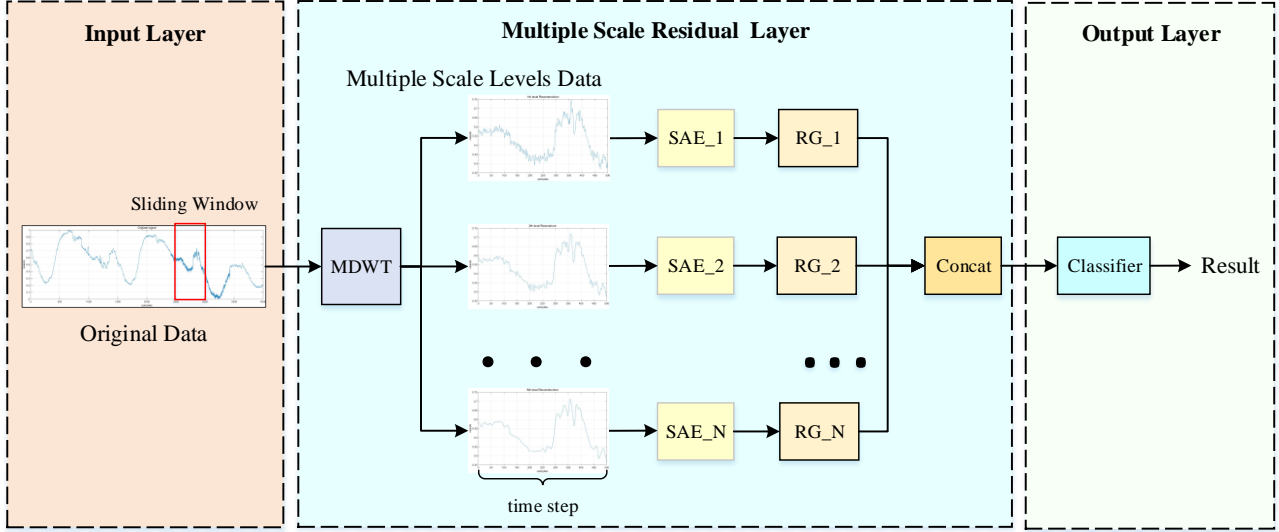 Input Layer
Multiple Scale Residual Layer
Output Layer
Multiple Scale Levels Data
SAE_1
RG_1
Sliding Window
MDWT
SAE_2
RG_2
Concat
Classifier
Result
Original Data
SAE_N
RG_N
time step